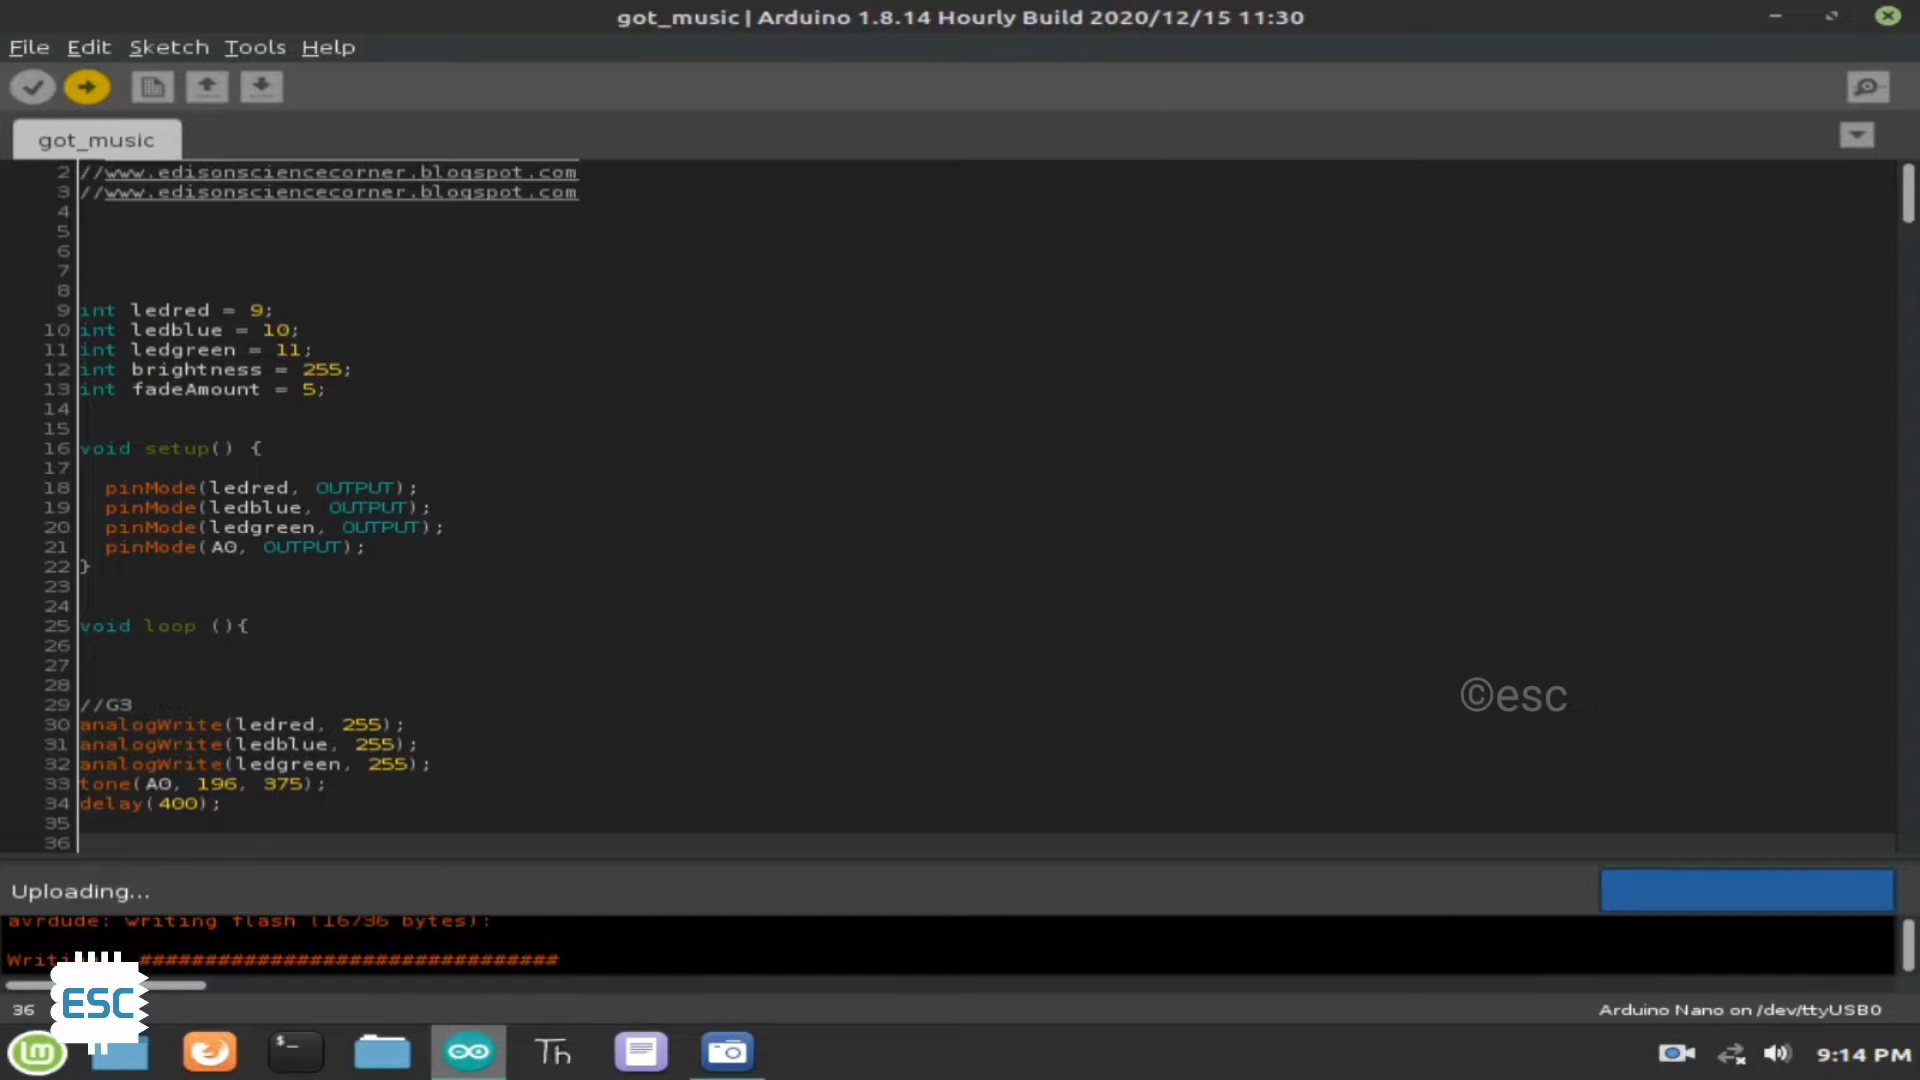 got_music | Arduino 1.8.14 Hourly Build 2020/12/15 11:30
File Edit Sketch Tools Help
got_music
2 //www.edisonsciencecorner.blogspot.com
3 //www.edisonsciencecorner.blogspot.com
4
5
6
7
8
9 int ledred = 9;
10 int ledblue = 10;
11 int ledgreen = 11;
12 int brightness = 255;
13 int fadeAmount = 5;
14
15
16 void setup() {
17
18 pinMode(ledred, OUTPUT);
19 pinMode(ledblue, OUTPUT);
20 pinMode(ledgreen, OUTPUT);
21 pinMode(A0, OUTPUT);
22 }
23
24
25 void loop (){
26
27
28
29 //G3
30 analogWrite(ledred, 255);
31 analogWrite(ledblue, 255);
32 analogWrite(ledgreen, 255);
33 tone(A0, 196, 375);
34 delay(400);
35
36
©esc
Uploading...
avrdude: writing flash (16736 bytes):
################################
36
Arduino Nano on /dev/ttyUSB0
ESC
$_
Th
9:14 PM